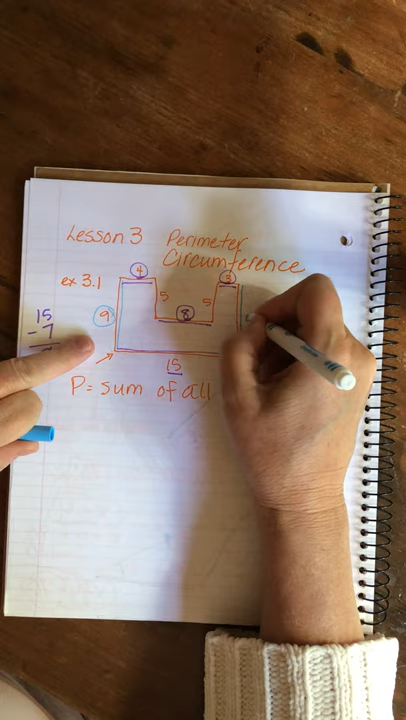 Lesson 3 Perimeter
Circumference
ex 3.1
4
3
5
5
8
9
15
15
- 7
P= sum of all